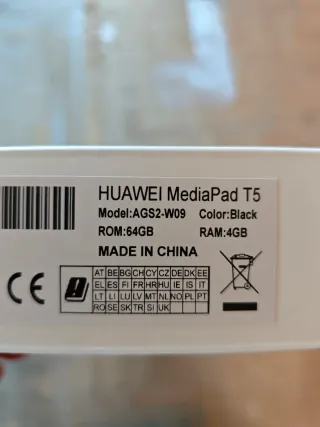 HUAWEI MediaPad T5
Model:AGS2-W09 Color:Black
ROM:64GB RAM:4GB
MADE IN CHINA
CE
AT BE BG CH CY CZ DE DK EE
EL ES FI FR HR HU IE IS IT
LT LI LU LV MT NL NO PL PT
RO SE SK TR SI UK